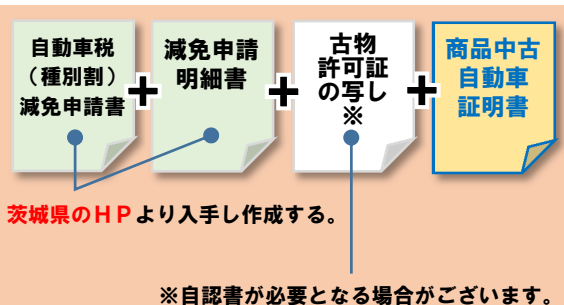 自動車税
（種別割）
減免申請書
＋
減免申請
明細書
＋
古物
許可証
の写し
※
＋
商品中古
自動車
証明書
茨城県のＨＰより入手し作成する。
※自認書が必要となる場合がございます。